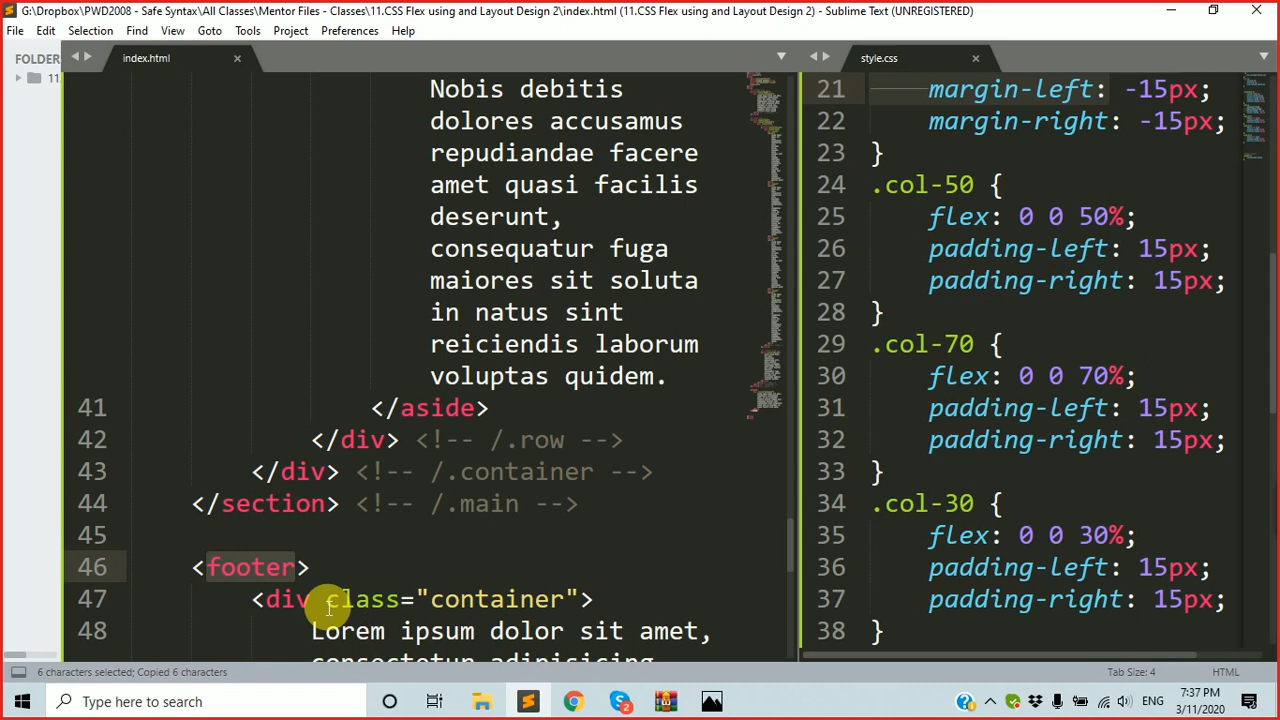 G:\Dropbox\PWD2008 - Safe Syntax\All Classes\Mentor Files - Classes\11.CSS Flex using and Layout Design 2\index.html (11.CSS Flex using and Layout Design 2) - Sublime Text (UNREGISTERED)
File Edit Selection Find View Goto Tools Project Preferences Help
FOLDERS
11
index.html
Nobis debitis
dolores accusamus
repudiandae facere
amet quasi facilis
deserunt,
consequatur fuga
maiores sit soluta
in natus sint
reiciendis laborum
voluptas quidem.
41 </aside>
42 </div> <!-- /.row -->
43 </div> <!-- /.container -->
44 </section> <!-- /.main -->
45
46 <footer>
47 <div class="container">
48 Lorem ipsum dolor sit amet,
consectetur adipisicing
style.css
21 margin-left: -15px;
22 margin-right: -15px;
23 }
24 .col-50 {
25 flex: 0 0 50%;
26 padding-left: 15px;
27 padding-right: 15px;
28 }
29 .col-70 {
30 flex: 0 0 70%;
31 padding-left: 15px;
32 padding-right: 15px;
33 }
34 .col-30 {
35 flex: 0 0 30%;
36 padding-left: 15px;
37 padding-right: 15px;
38 }
6 characters selected; Copied 6 characters
Tab Size: 4
HTML
Type here to search
2
ENG
7:37 PM
3/11/2020